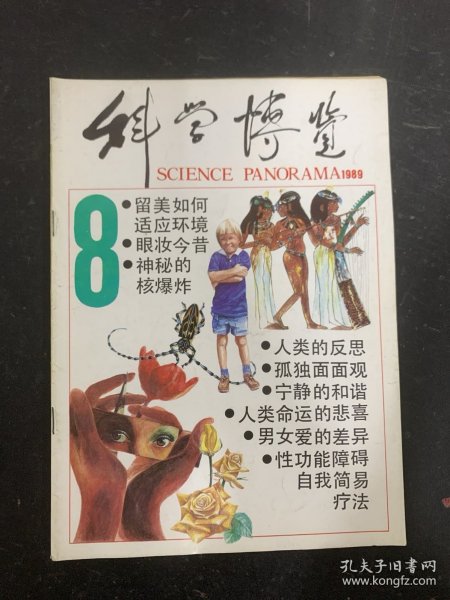 科学博览
SCIENCE PANORAMA1989
8
●留美如何
适应环境
●眼妆今昔
●神秘的
核爆炸
●人类的反思
●孤独面面观
●宁静的和谐
●人类命运的悲喜
●男女爱的差异
●性功能障碍
自我简易
疗法
孔夫子旧书网
www.kongfz.com